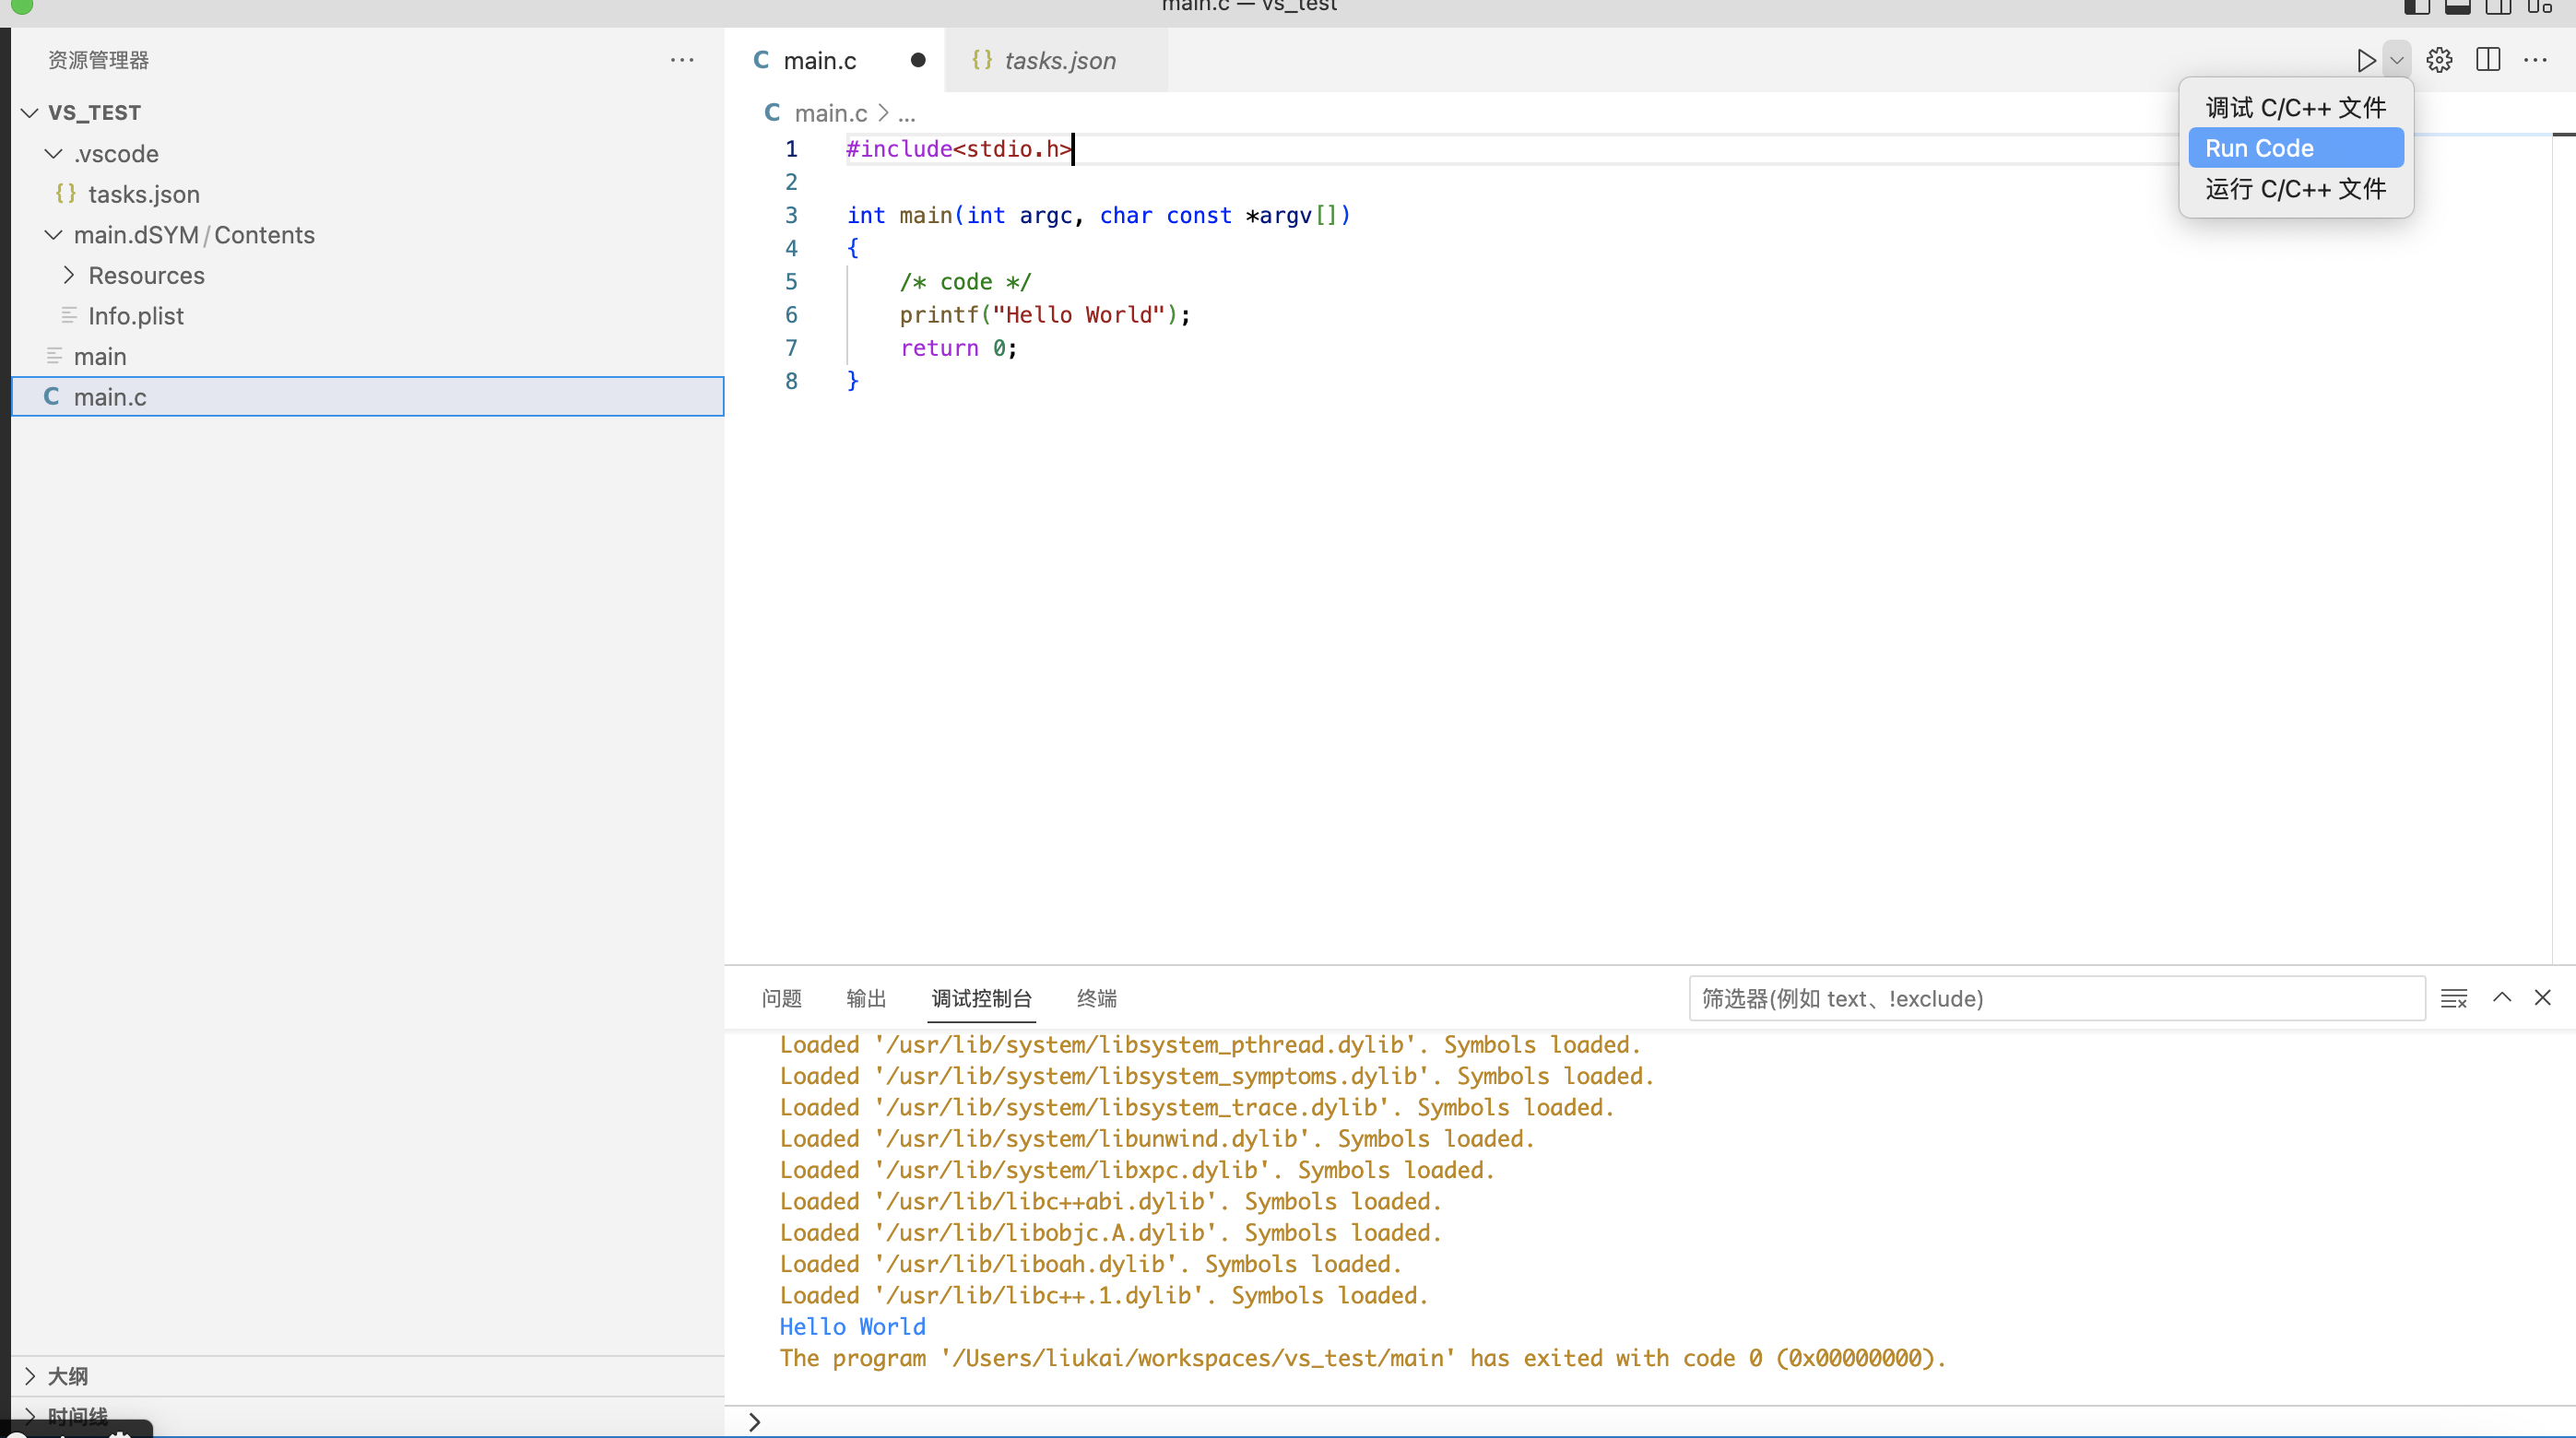 main.c — vs_test
资源管理器
VS_TEST
.vscode
{} tasks.json
main.dSYM/Contents
Resources
Info.plist
main
C main.c
大纲
时间线
C main.c
{} tasks.json
C main.c > ...
调试 C/C++ 文件
Run Code
运行 C/C++ 文件
1 #include<stdio.h>
2
3 int main(int argc, char const *argv[])
4 {
5 /* code */
6 printf("Hello World");
7 return 0;
8 }
问题 输出 调试控制台 终端
筛选器(例如 text、!exclude)
Loaded '/usr/lib/system/libsystem_pthread.dylib'. Symbols loaded.
Loaded '/usr/lib/system/libsystem_symptoms.dylib'. Symbols loaded.
Loaded '/usr/lib/system/libsystem_trace.dylib'. Symbols loaded.
Loaded '/usr/lib/system/libunwind.dylib'. Symbols loaded.
Loaded '/usr/lib/system/libxpc.dylib'. Symbols loaded.
Loaded '/usr/lib/libc++abi.dylib'. Symbols loaded.
Loaded '/usr/lib/libobjc.A.dylib'. Symbols loaded.
Loaded '/usr/lib/liboah.dylib'. Symbols loaded.
Loaded '/usr/lib/libc++.1.dylib'. Symbols loaded.
Hello World
The program '/Users/liukai/workspaces/vs_test/main' has exited with code 0 (0x00000000).